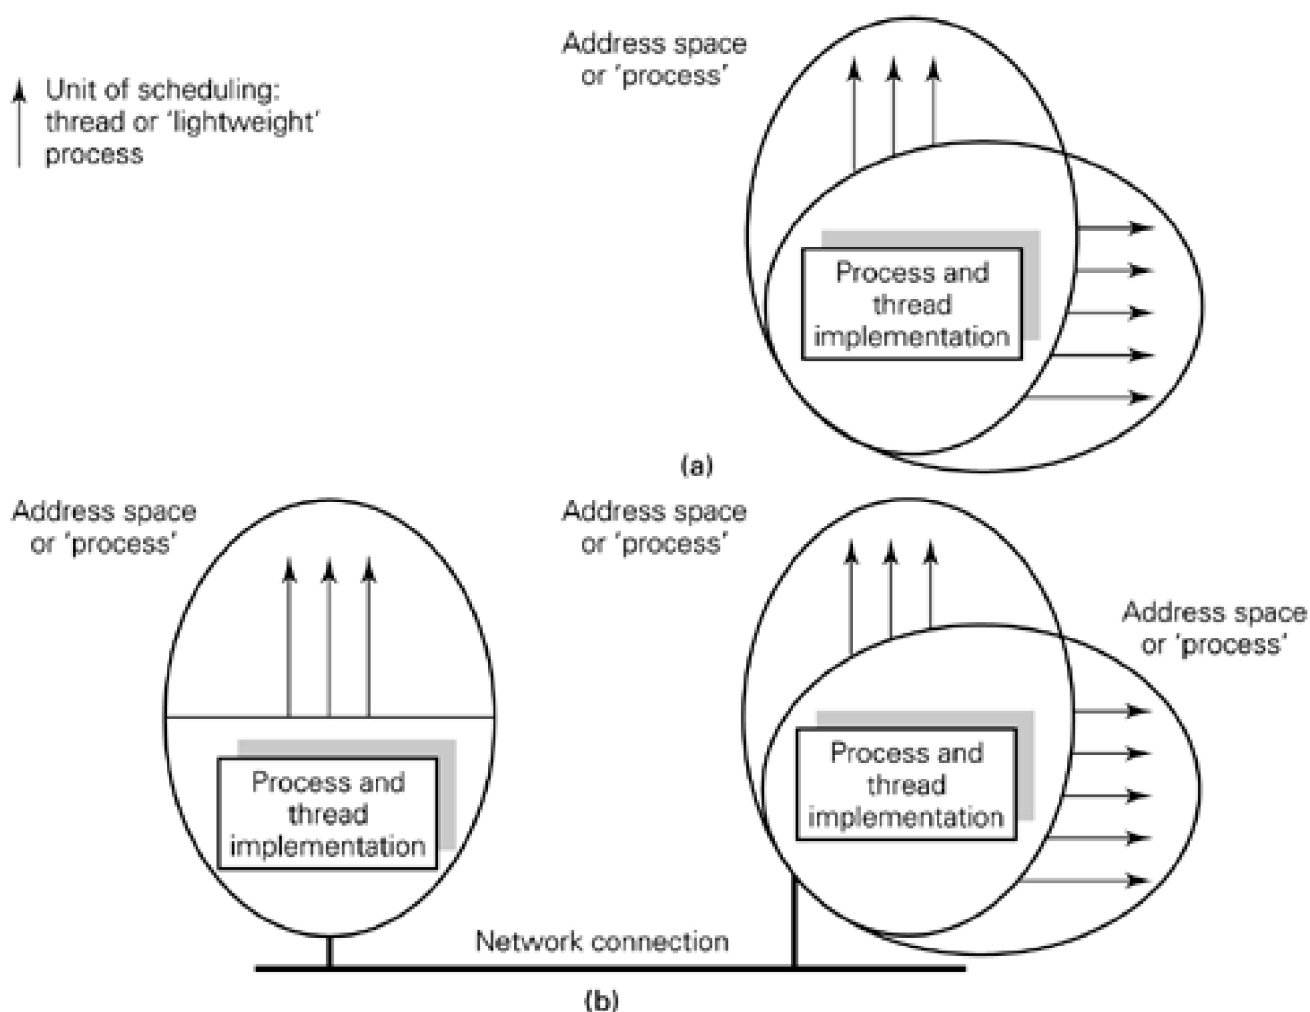 Address space
or 'process'
Unit of scheduling:
thread or 'lightweight'
process
Process and
thread
implementation
(a)
Address space
or 'process'
Address space
or 'process'
Address space
or 'process'
Process and
thread
implementation
Process and
thread
implementation
Network connection
(b)